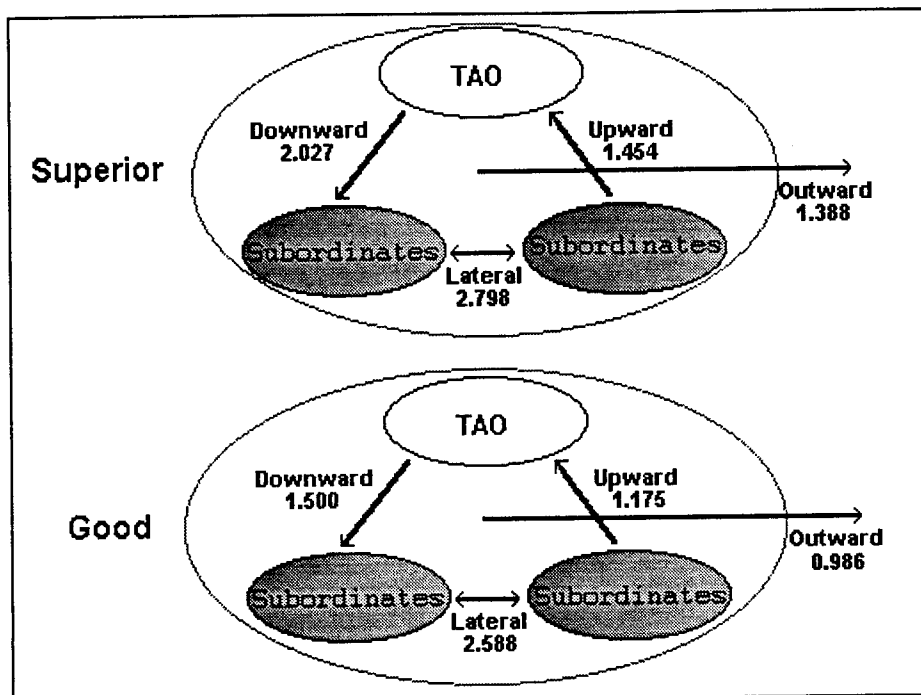 TAO
Downward
2.027
Upward
1.454
Superior
Outward
1.388
Subordinates
Subordinates
Lateral
2.798
TAO
Downward
1.500
Upward
1.175
Good
Outward
0.986
Subordinates
Subordinates
Lateral
2.588